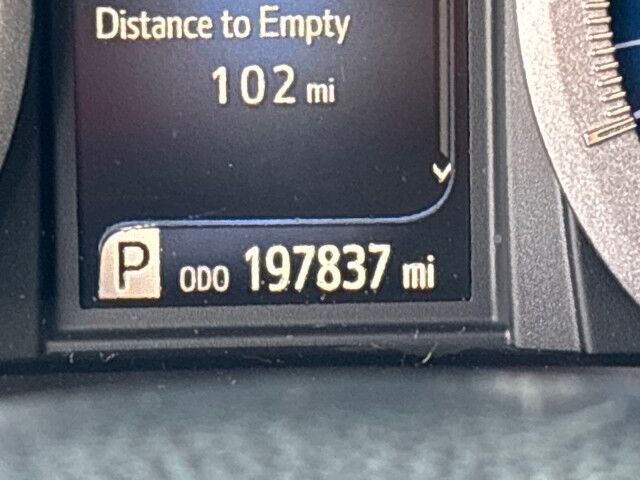 Distance to Empty
102 mi
P ODO 197837 mi